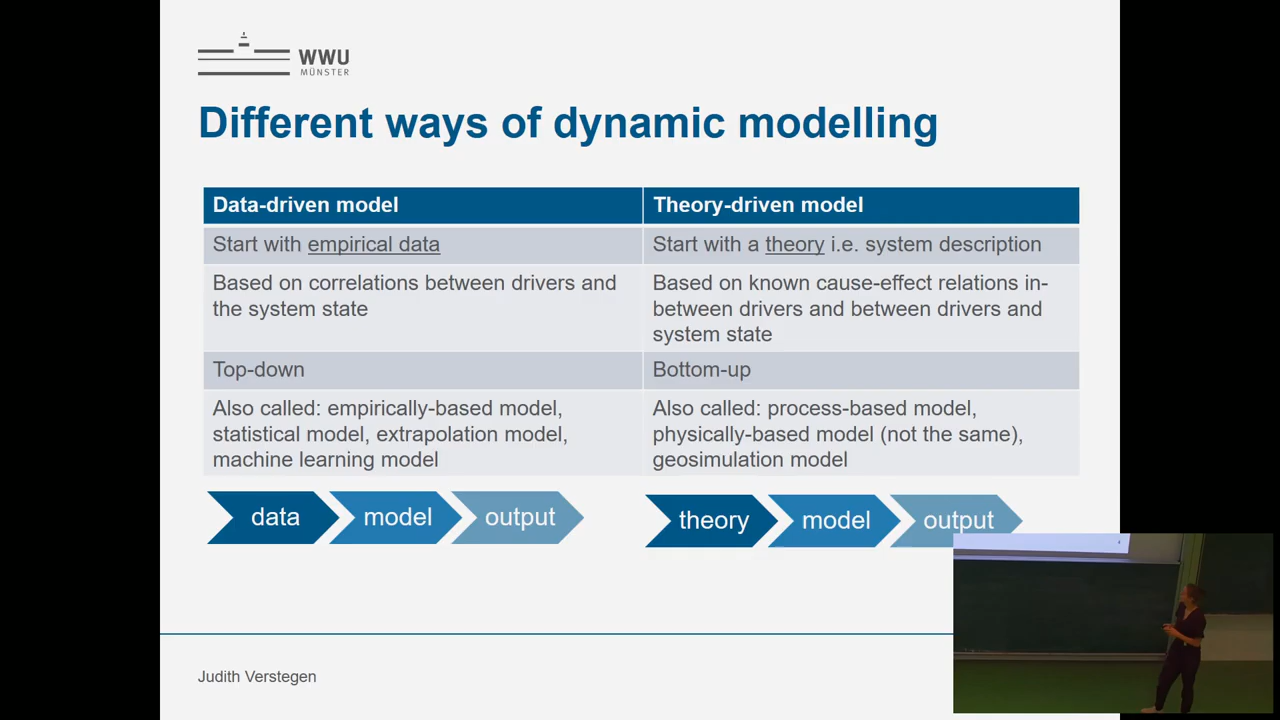 WWU
MÜNSTER
Different ways of dynamic modelling
Data-driven model
Theory-driven model
Start with empirical data
Start with a theory i.e. system description
Based on correlations between drivers and
the system state
Based on known cause-effect relations in-
between drivers and between drivers and
system state
Top-down
Bottom-up
Also called: empirically-based model,
statistical model, extrapolation model,
machine learning model
Also called: process-based model,
physically-based model (not the same),
geosimulation model
data
model
output
theory
model
output
Judith Verstegen